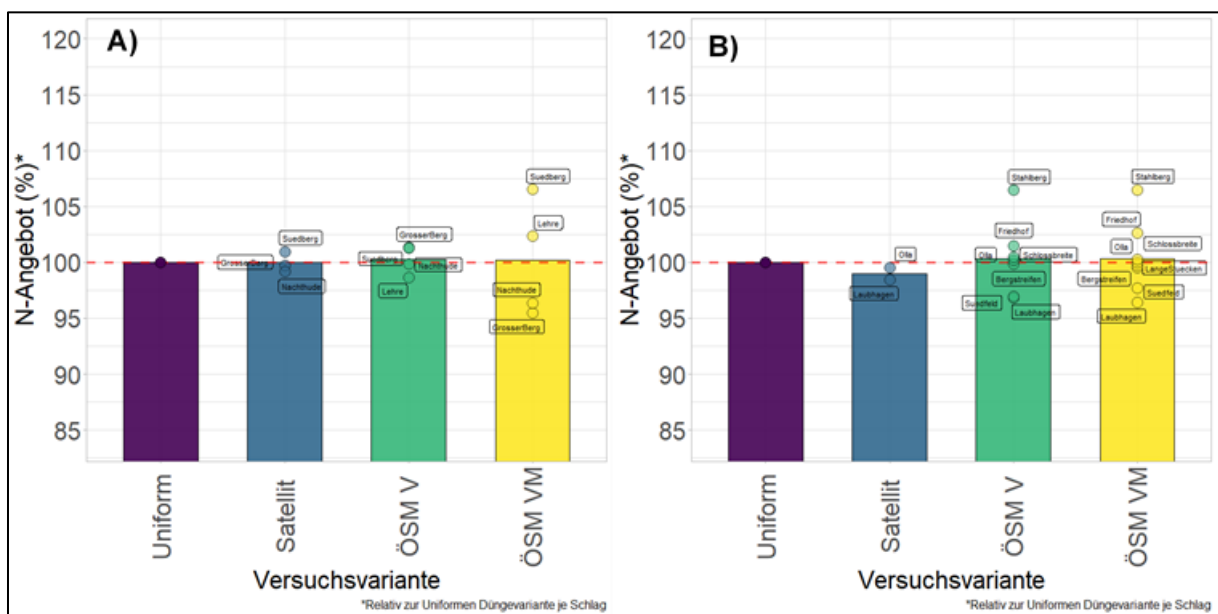 A)
120
115
110
105
100
95
90
85
N-Angebot (%)*
Suedberg
GrosserBerg
Nachthude
GrosserBerg
Suedberg
Nachthude
Lehre
Suedberg
Lehre
Nachthude
GrosserBerg
Uniform
Satellit
ÖSM V
ÖSM VM
Versuchsvariante
*Relativ zur Uniformen Düngevariante je Schlag
B)
120
115
110
105
100
95
90
85
N-Angebot (%)*
Olla
Laubhagen
Stahlberg
Friedhof
Olla
Schlossbreite
Bergstreifen
Suedfeld
Laubhagen
Stahlberg
Friedhof
Olla
Schlossbreite
LangeStuecken
Bergstreifen
Suedfeld
Laubhagen
Uniform
Satellit
ÖSM V
ÖSM VM
Versuchsvariante
*Relativ zur Uniformen Düngevariante je Schlag